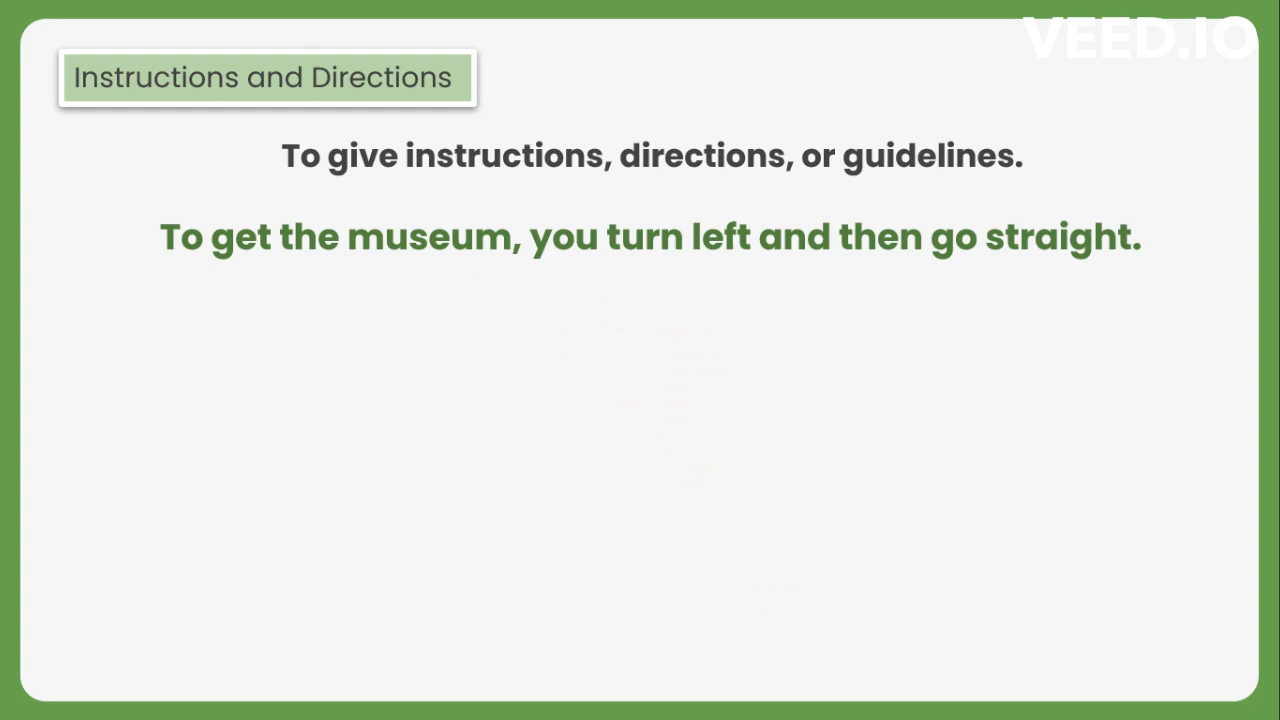 VEED.IO
Instructions and Directions
To give instructions, directions, or guidelines.
To get the museum, you turn left and then go straight.